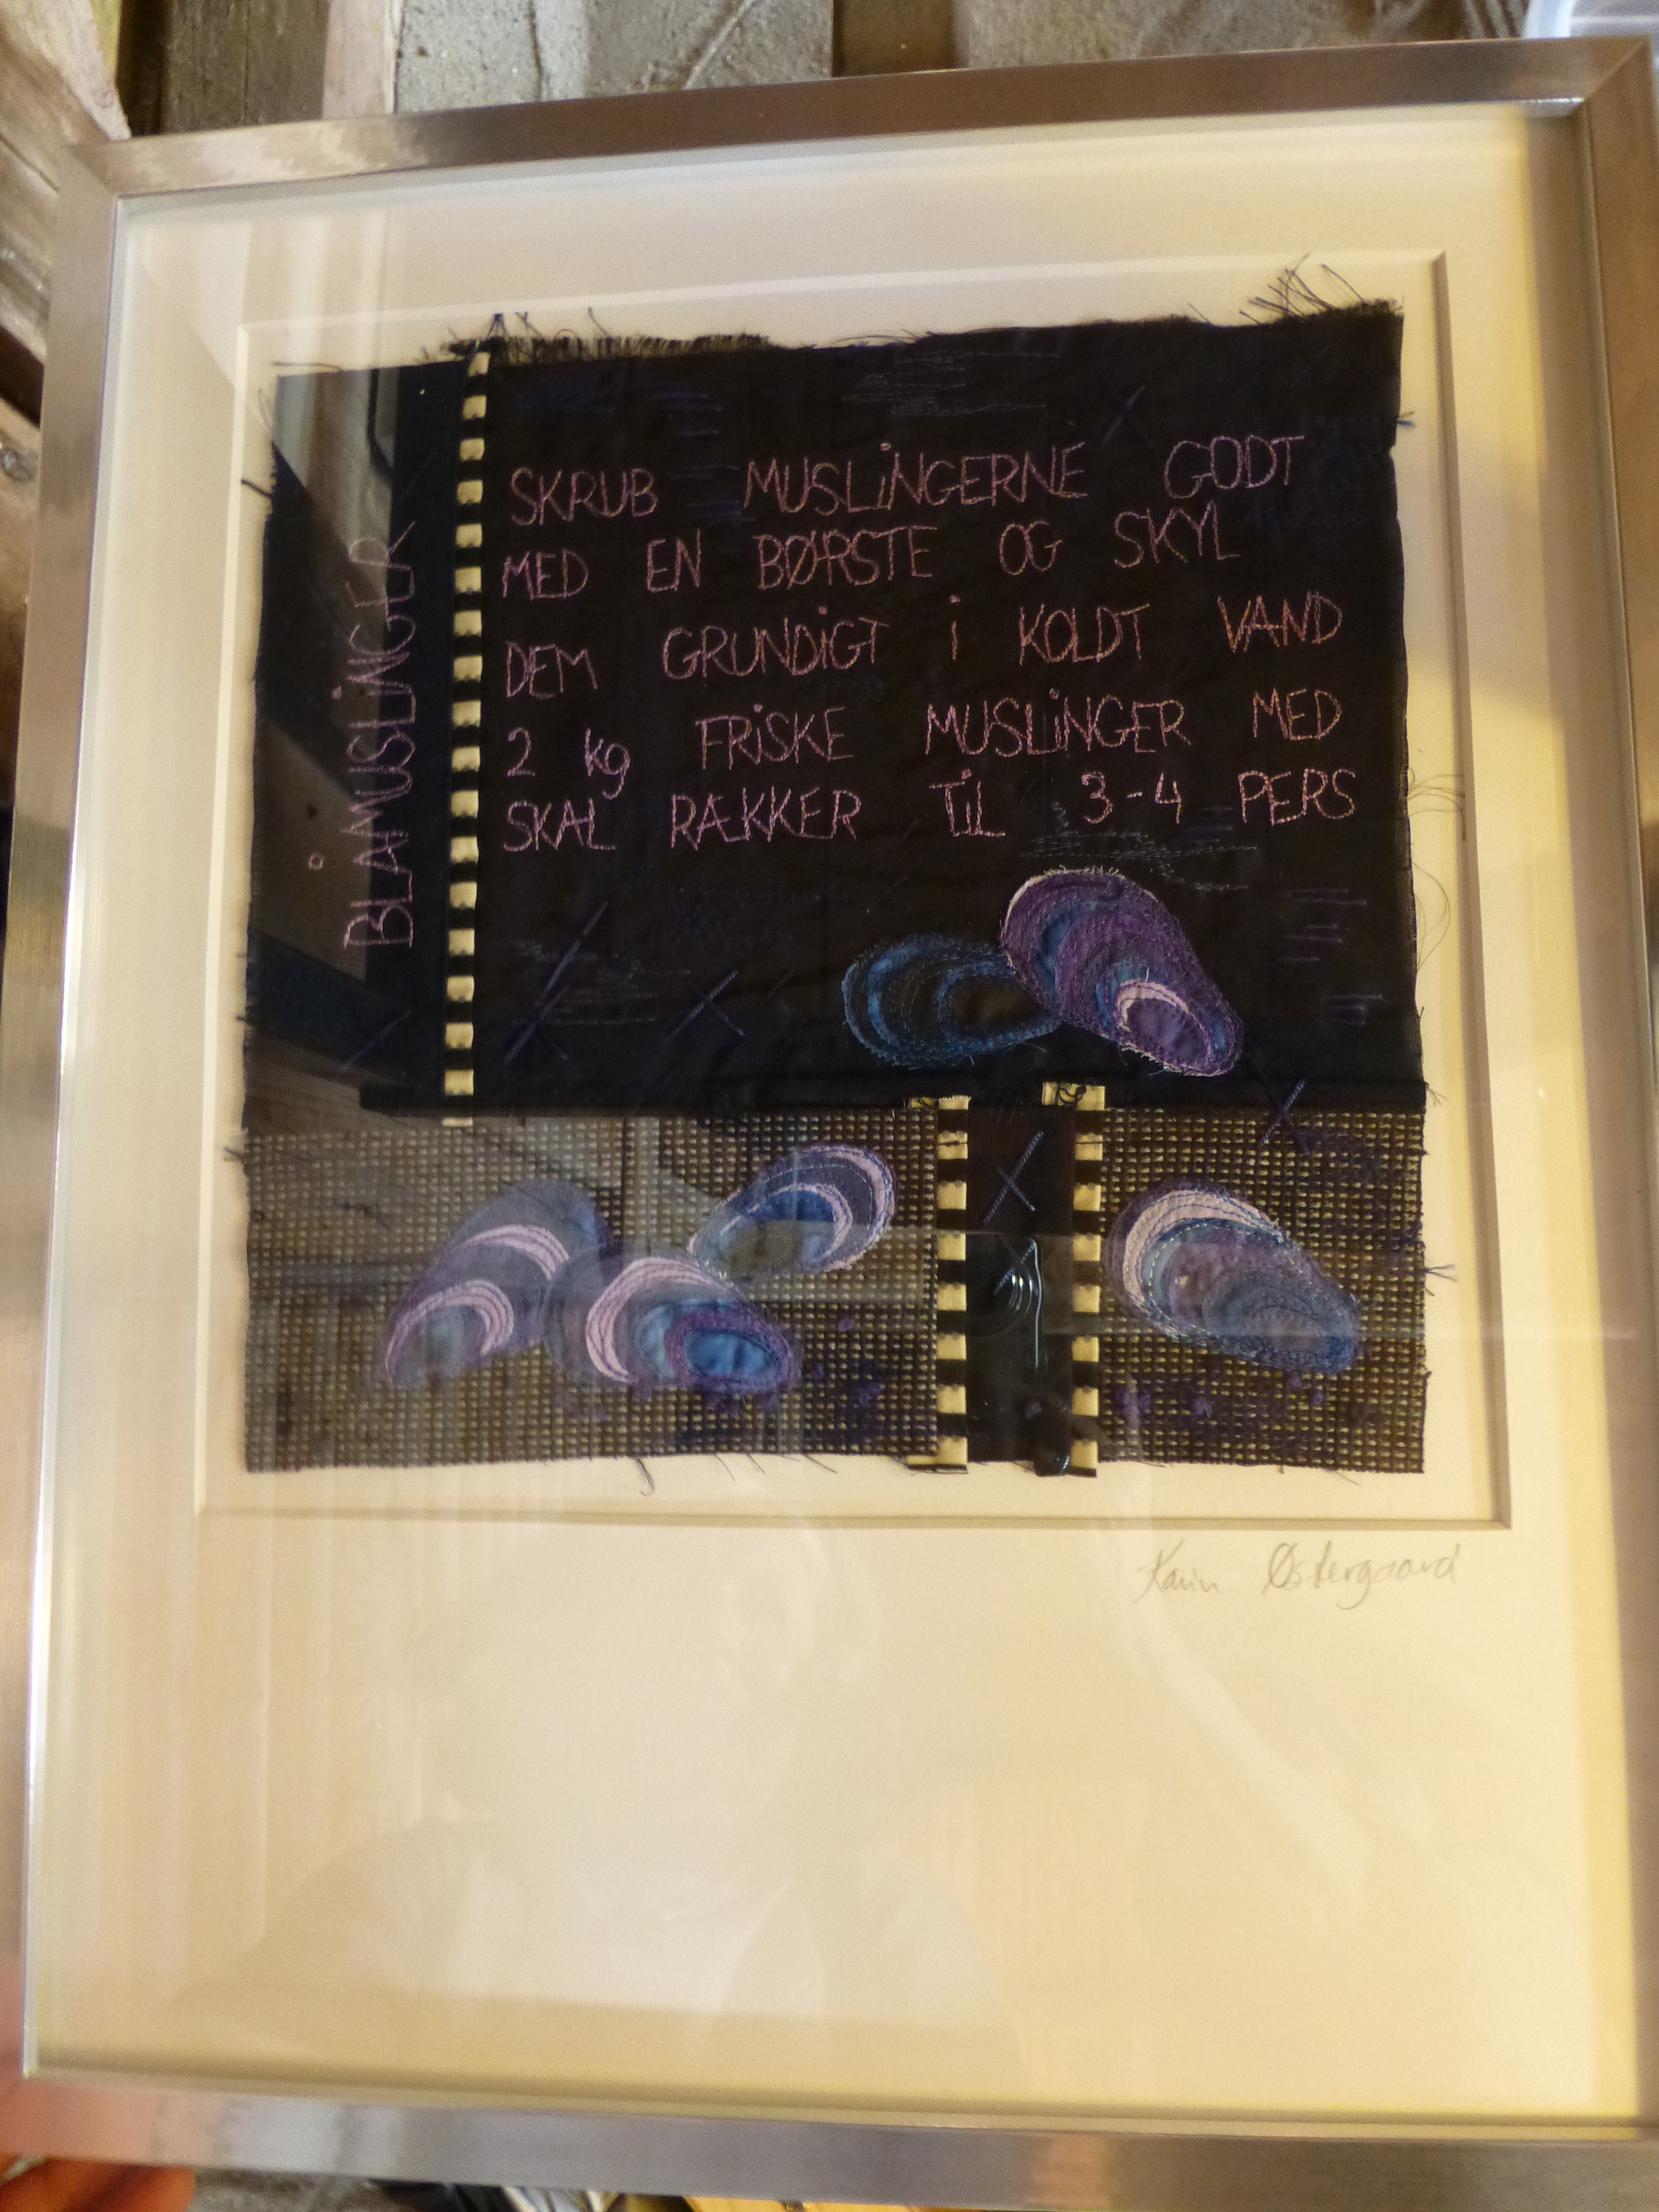 BLÅMUSLiNGER
SKRUB MUSLiNGERNE GODT
MED EN BØRSTE OG SKYL
DEM GRUNDiGT i KOLDT VAND
2 kg FRiSKE MUSLiNGER MED
SKAL RÆKKER TiL 3-4 PERS
Karin Østergaard